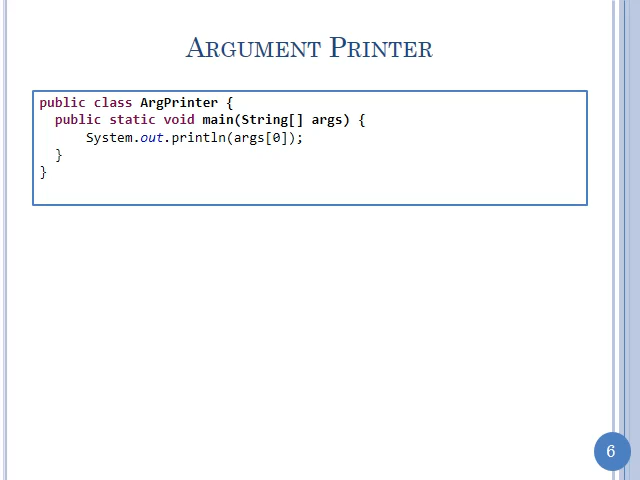 ARGUMENT PRINTER
public class ArgPrinter {
  public static void main(String[] args) {
      System.out.println(args[0]);
  }
}
6